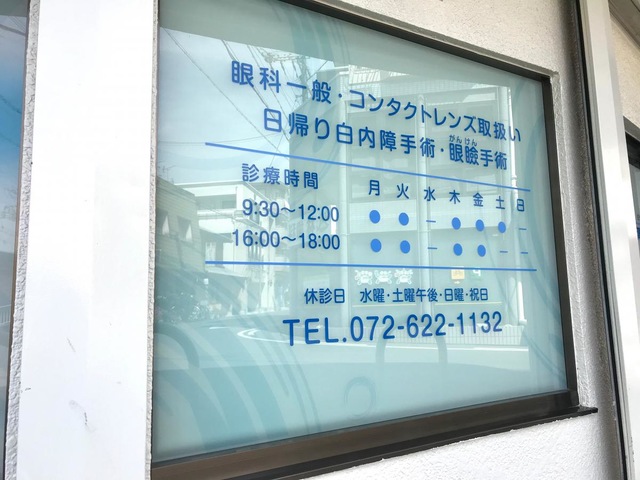 眼科一般・コンタクトレンズ取扱い
日帰り白内障手術・眼瞼手術
がんけん
診療時間 月 火 水 木 金 土 日
9:30～12:00 ● ● － ● ● ● －
16:00～18:00 ● ● － ● ● － －
休診日 水曜・土曜午後・日曜・祝日
TEL.072-622-1132